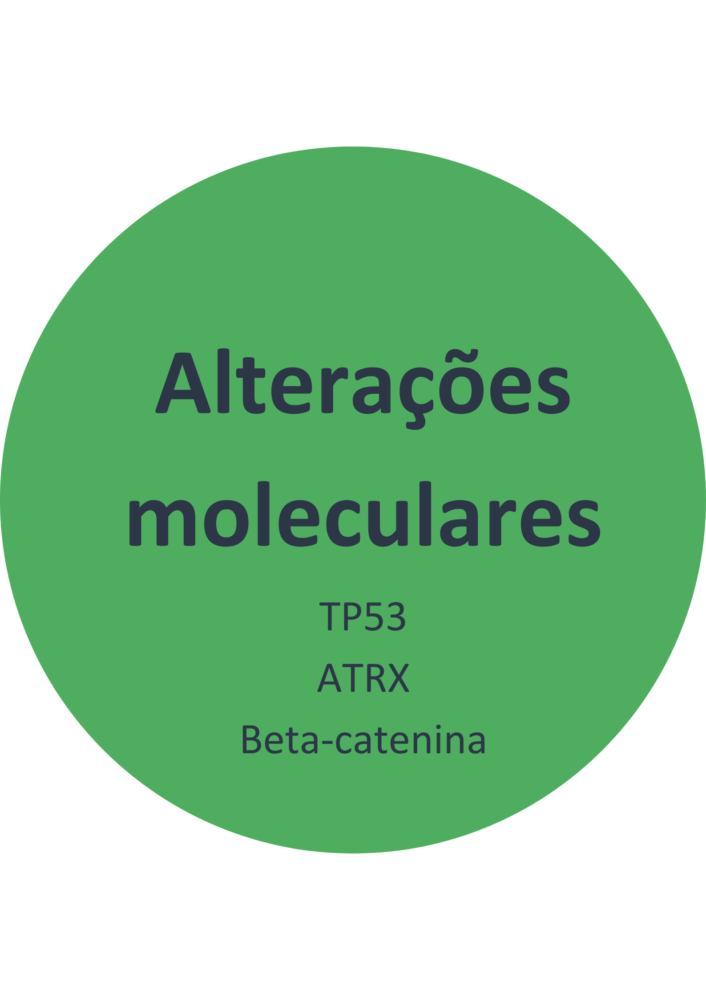 Alterações
moleculares
TP53
ATRX
Beta-catenina